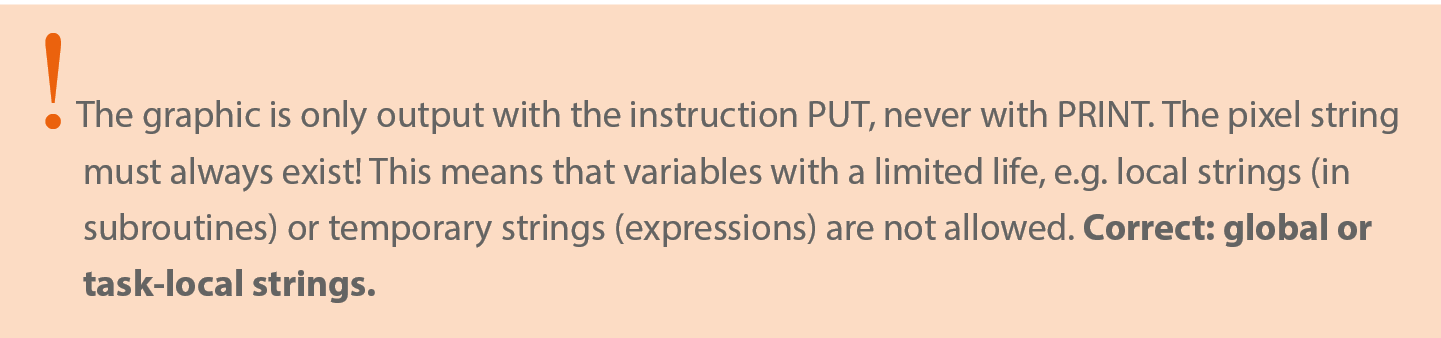 ! The graphic is only output with the instruction PUT, never with PRINT. The pixel string
must always exist! This means that variables with a limited life, e.g. local strings (in
subroutines) or temporary strings (expressions) are not allowed. Correct: global or
task-local strings.